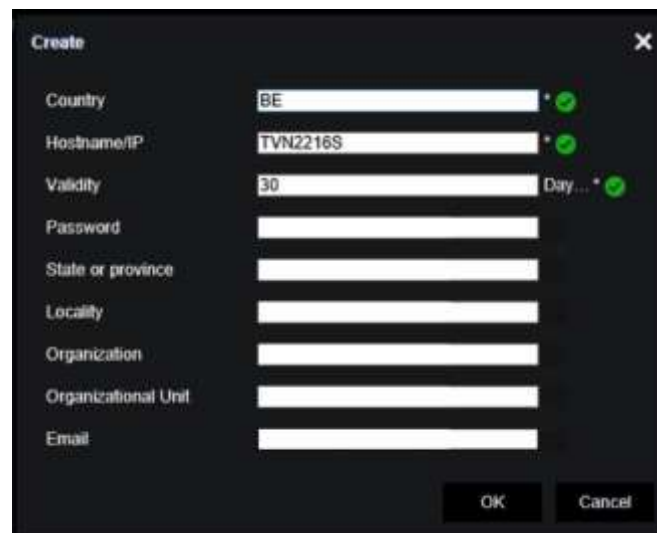 Create
Country BE *
Hostname/IP TVN2216S *
Validity 30 Day... *
Password
State or province
Locality
Organization
Organizational Unit
Email
OK Cancel